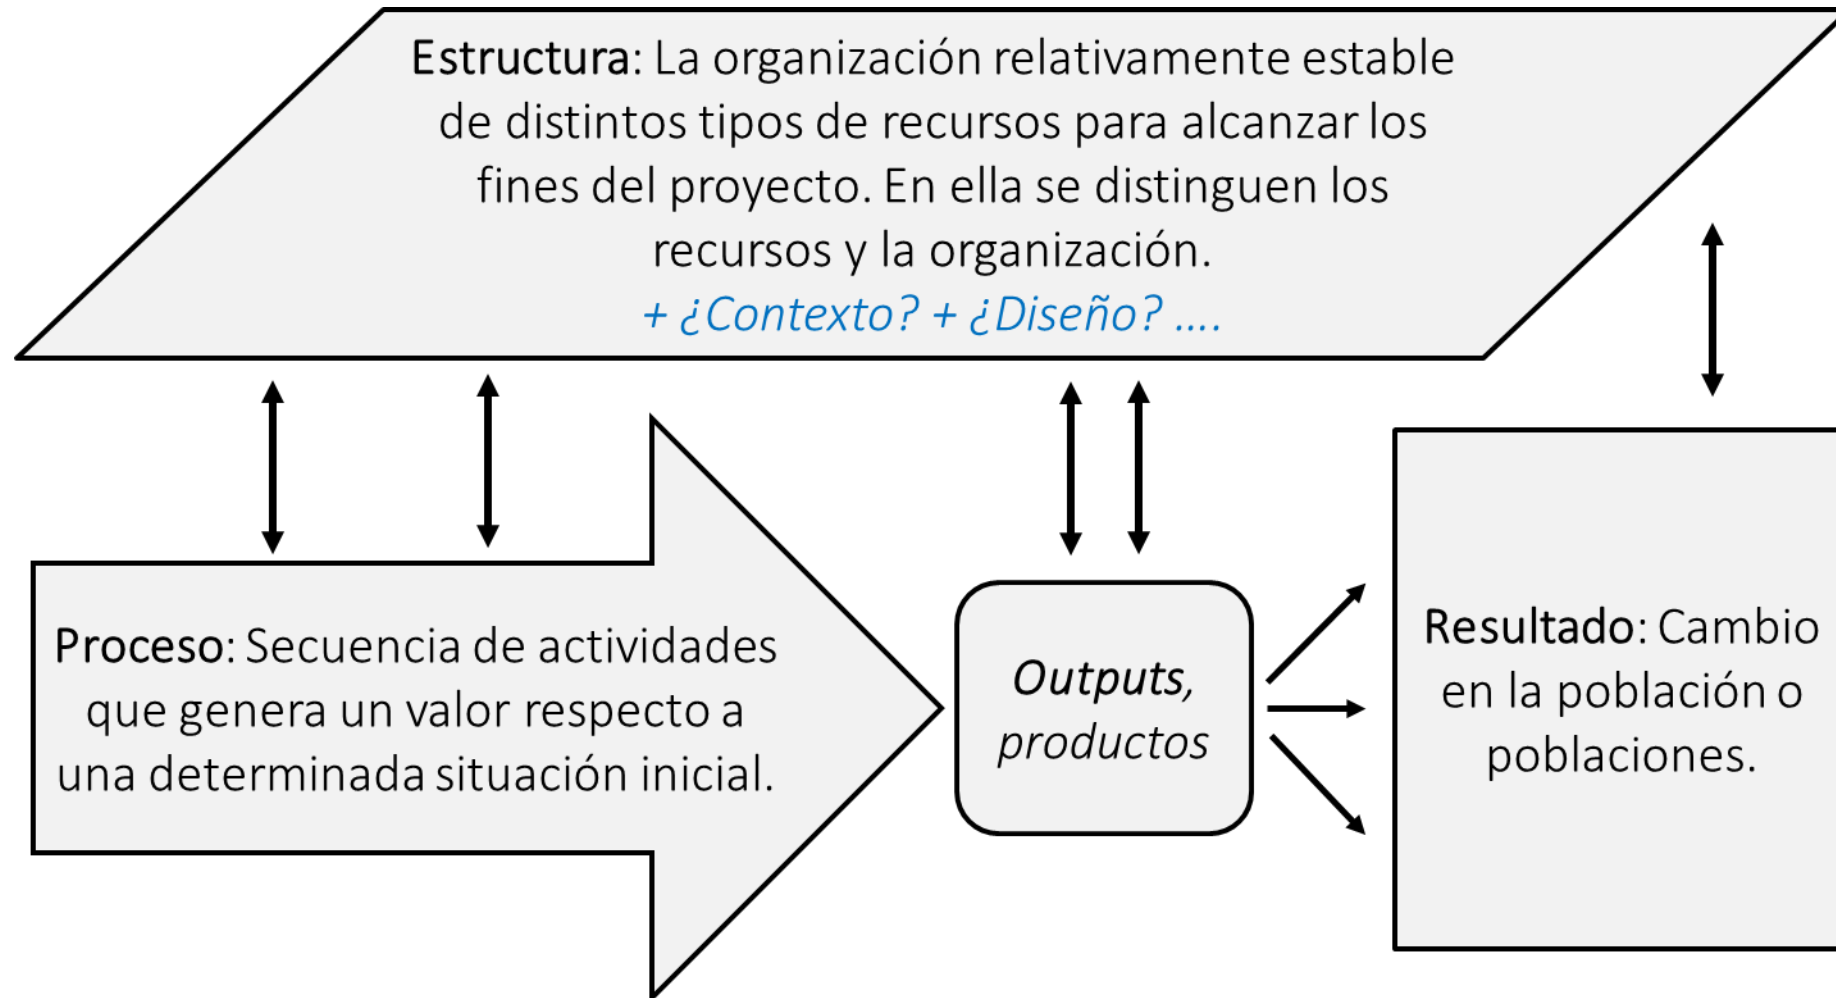 Estructura: La organización relativamente estable
de distintos tipos de recursos para alcanzar los
fines del proyecto. En ella se distinguen los
recursos y la organización.
+ ¿Contexto? + ¿Diseño? ....
Proceso: Secuencia de actividades
que genera un valor respecto a
una determinada situación inicial.
Outputs,
productos
Resultado: Cambio
en la población o
poblaciones.